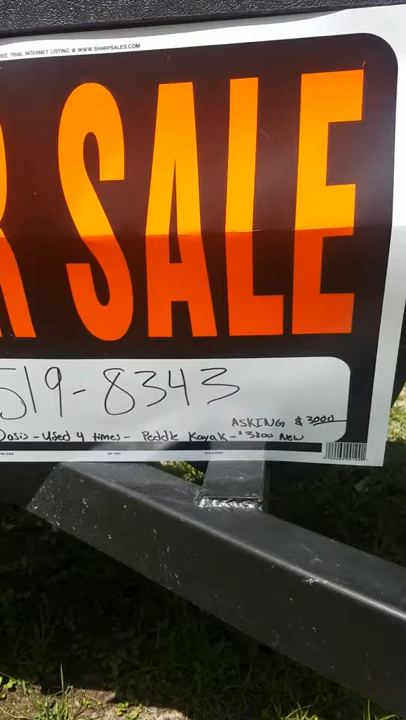 FREE TRIAL INTERNET LISTING @ WWW.SHARPSALES.COM
R SALE
519-8343
ASKING $ 3000
Oasis - Used 4 times - Peddle Kayak - $3800 New